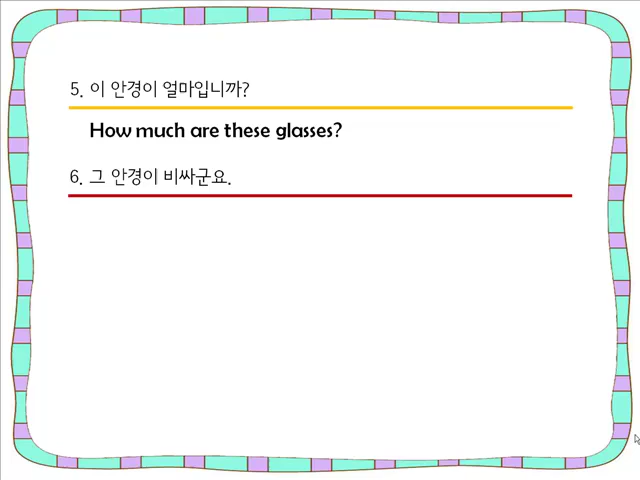 5. 이 안경이 얼마입니까?
How much are these glasses?
6. 그 안경이 비싸군요.